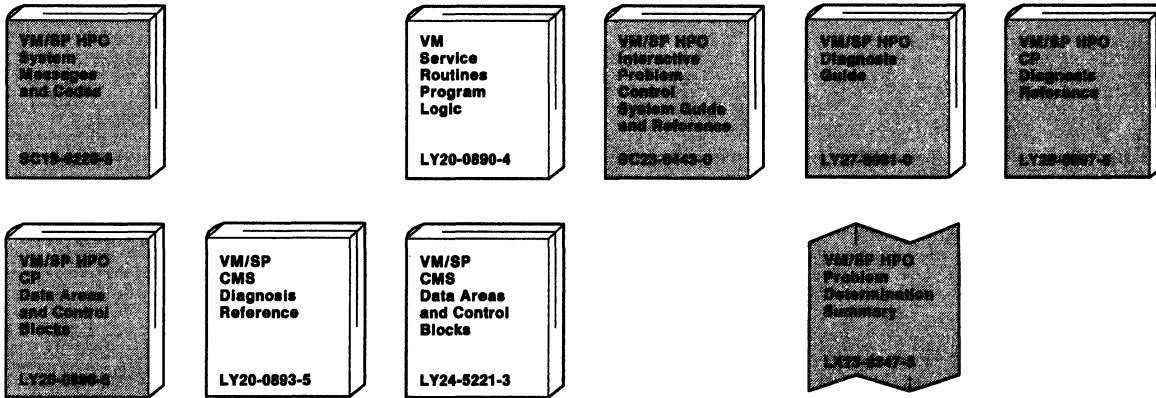 VM/SP HPO
System
Messages
and Codes
VM
Service
Routines
Program
Logic
LY20-0890-4
VM/SP HPO
Interactive
Problem
Control
System Guide
and Reference
SC23-0443-0
VM/SP HPO
Diagnosis
Guide
VM/SP HPO
CP
Diagnosis
Reference
VM/SP HPO
CP
Data Areas
and Control
Blocks
VM/SP
CMS
Diagnosis
Reference
LY20-0893-5
VM/SP
CMS
Data Areas
and Control
Blocks
LY24-5221-3
VM/SP HPO
Problem
Determination
Summary